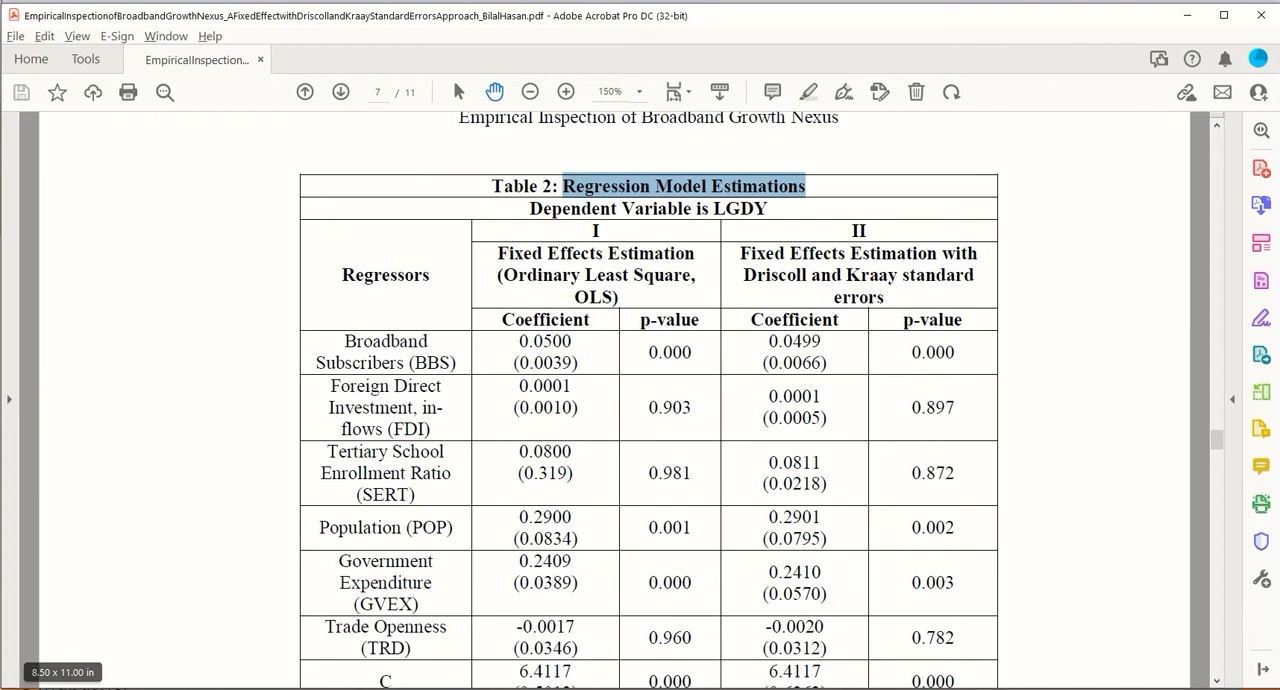 EmpiricalInspectionofBroadbandGrowthNexus_AFixedEffectwithDriscollandKraayStandardErrorsApproach_BilalHasan.pdf - Adobe Acrobat Pro DC (32-bit)
File Edit View E-Sign Window Help
Home Tools EmpiricalInspection... ×
7 / 11 150%
Empirical Inspection of Broadband Growth Nexus
Table 2: Regression Model Estimations
Dependent Variable is LGDY
Regressors
I
Fixed Effects Estimation
(Ordinary Least Square,
OLS)
II
Fixed Effects Estimation with
Driscoll and Kraay standard
errors
Coefficient p-value Coefficient p-value
Broadband
Subscribers (BBS)
0.0500
(0.0039)
0.000
0.0499
(0.0066)
0.000
Foreign Direct
Investment, in-
flows (FDI)
0.0001
(0.0010)
0.903
0.0001
(0.0005)
0.897
Tertiary School
Enrollment Ratio
(SERT)
0.0800
(0.319)
0.981
0.0811
(0.0218)
0.872
Population (POP)
0.2900
(0.0834)
0.001
0.2901
(0.0795)
0.002
Government
Expenditure
(GVEX)
0.2409
(0.0389)
0.000
0.2410
(0.0570)
0.003
Trade Openness
(TRD)
-0.0017
(0.0346)
0.960
-0.0020
(0.0312)
0.782
C
6.4117
0.000
6.4117
0.000
8.50 x 11.00 in